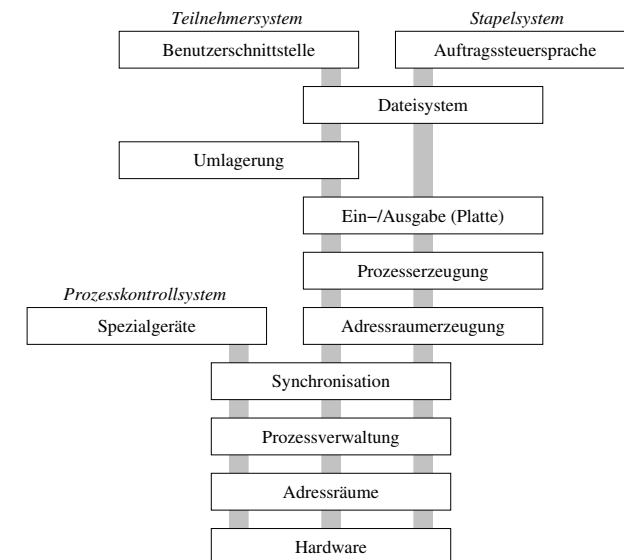 Teilnehmersystem
Stapelsystem
Benutzerschnittstelle
Auftragssteuersprache
Dateisystem
Umlagerung
Ein−/Ausgabe (Platte)
Prozesserzeugung
Prozesskontrollsystem
Spezialgeräte
Adressraumerzeugung
Synchronisation
Prozessverwaltung
Adressräume
Hardware